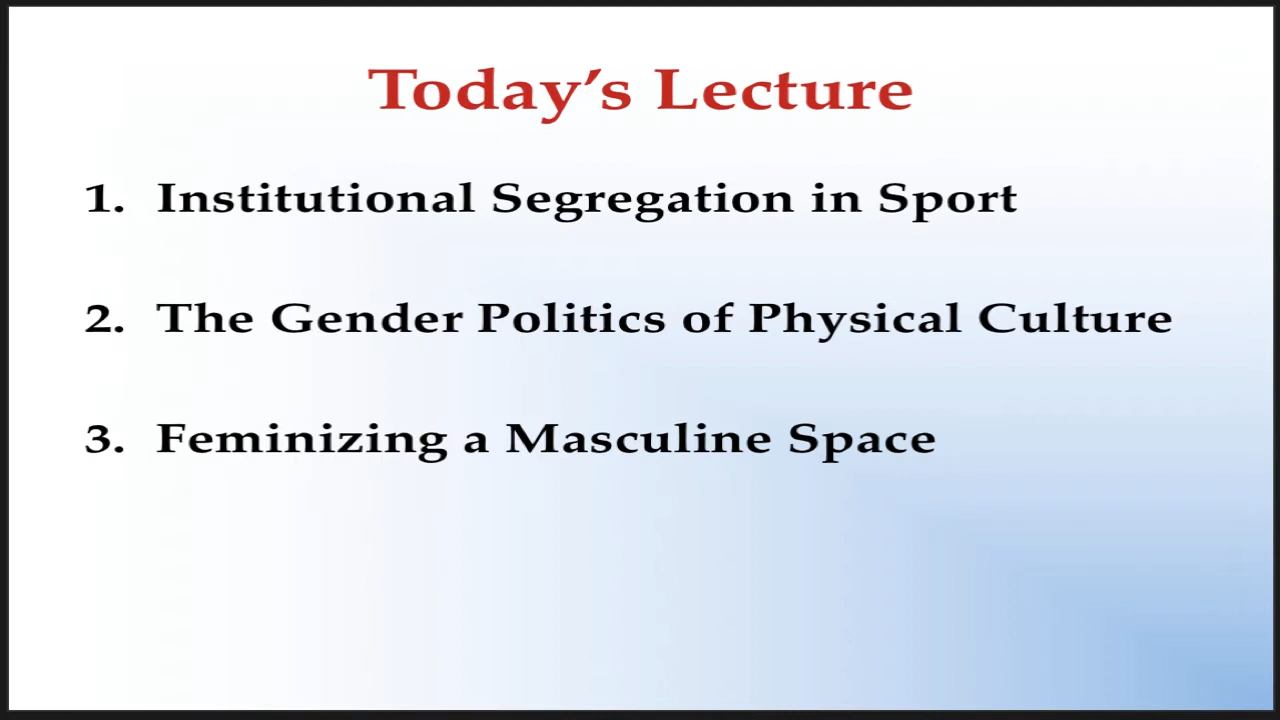 Today’s Lecture
1. Institutional Segregation in Sport
2. The Gender Politics of Physical Culture
3. Feminizing a Masculine Space